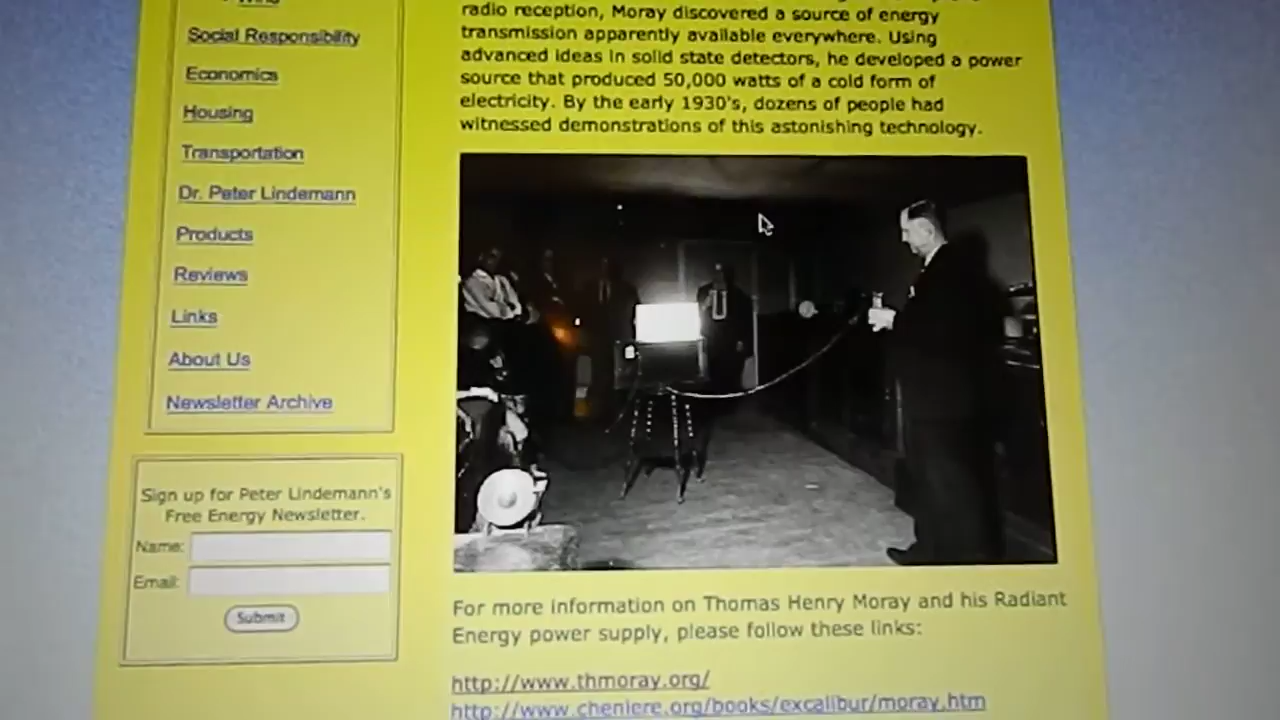 Social Responsibility
Economics
Housing
Transportation
Dr. Peter Lindemann
Products
Reviews
Links
About Us
Newsletter Archive
Sign up for Peter Lindemann's
Free Energy Newsletter.
Name:
Email:
Submit
radio reception, Moray discovered a source of energy
transmission apparently available everywhere. Using
advanced ideas in solid state detectors, he developed a power
source that produced 50,000 watts of a cold form of
electricity. By the early 1930's, dozens of people had
witnessed demonstrations of this astonishing technology.
For more information on Thomas Henry Moray and his Radiant
Energy power supply, please follow these links:
http://www.thmoray.org/
http://www.cheniere.org/books/excalibur/moray.htm